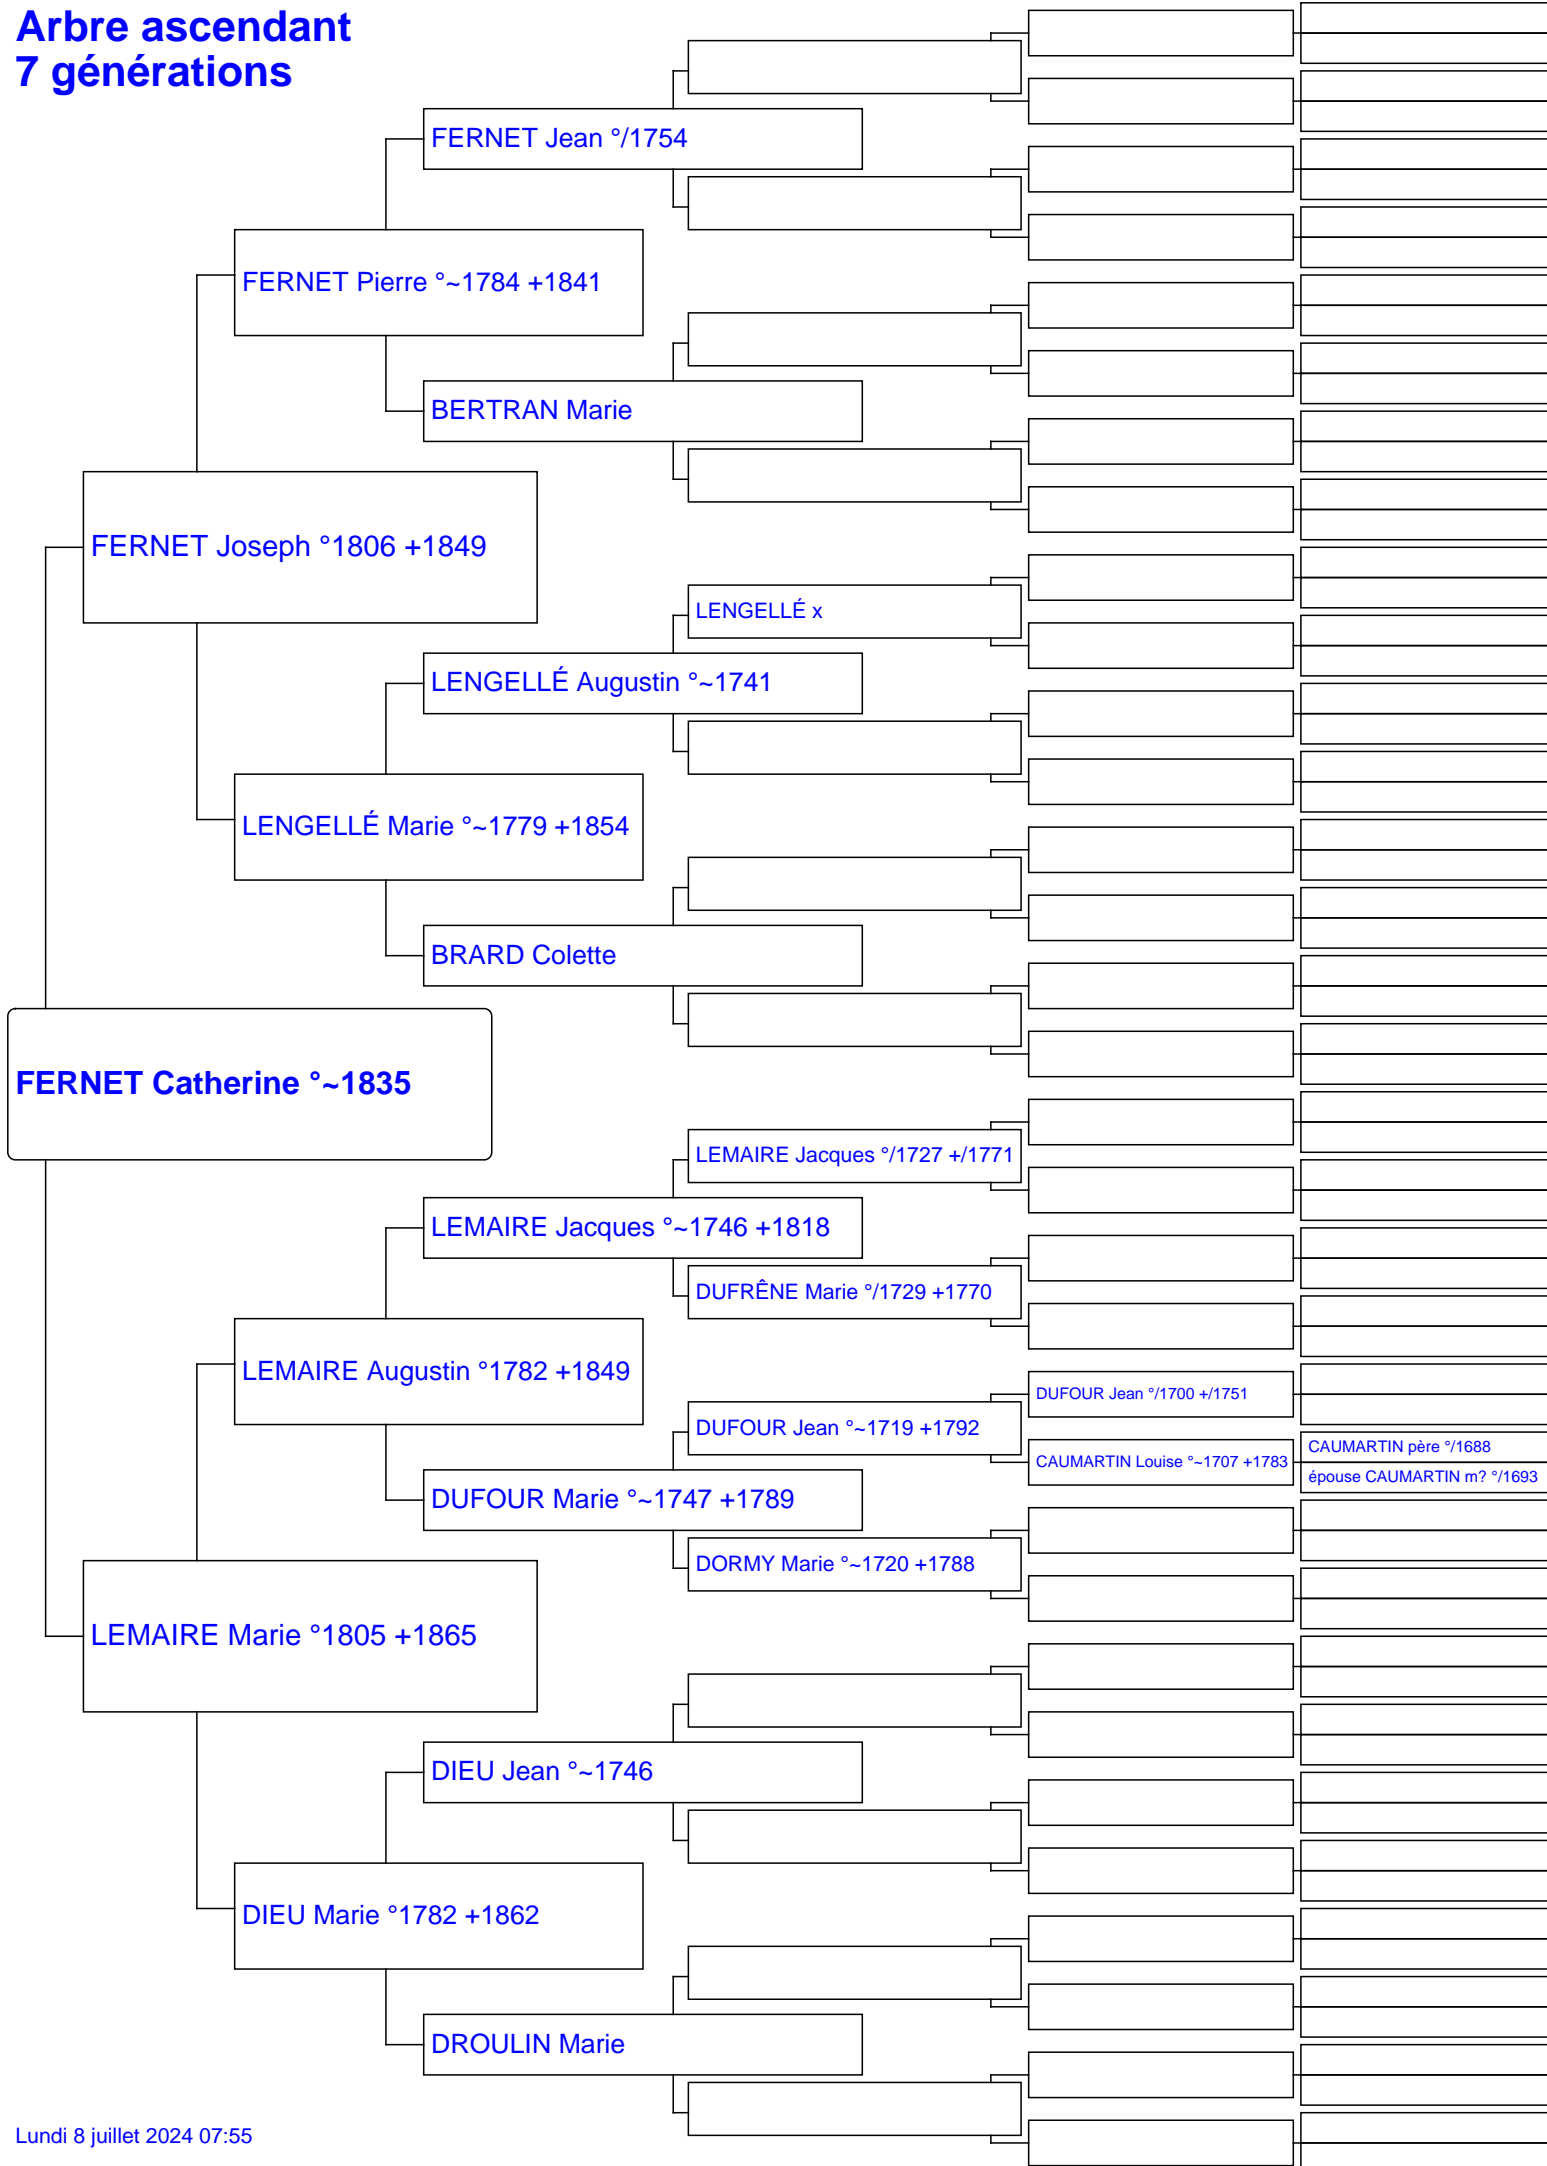 Arbre ascendant
7 générations
FERNET Jean °/1754
FERNET Pierre °~1784 +1841
BERTRAN Marie
FERNET Joseph °1806 +1849
LENGELLÉ x
LENGELLÉ Augustin °~1741
LENGELLÉ Marie °~1779 +1854
BRARD Colette
FERNET Catherine °~1835
LEMAIRE Jacques °/1727 +/1771
LEMAIRE Jacques °~1746 +1818
DUFRÊNE Marie °/1729 +1770
LEMAIRE Augustin °1782 +1849
DUFOUR Jean °/1700 +/1751
DUFOUR Jean °~1719 +1792
CAUMARTIN père °/1688
CAUMARTIN Louise °~1707 +1783
épouse CAUMARTIN m? °/1693
DUFOUR Marie °~1747 +1789
DORMY Marie °~1720 +1788
LEMAIRE Marie °1805 +1865
DIEU Jean °~1746
DIEU Marie °1782 +1862
DROULIN Marie
Lundi 8 juillet 2024 07:55